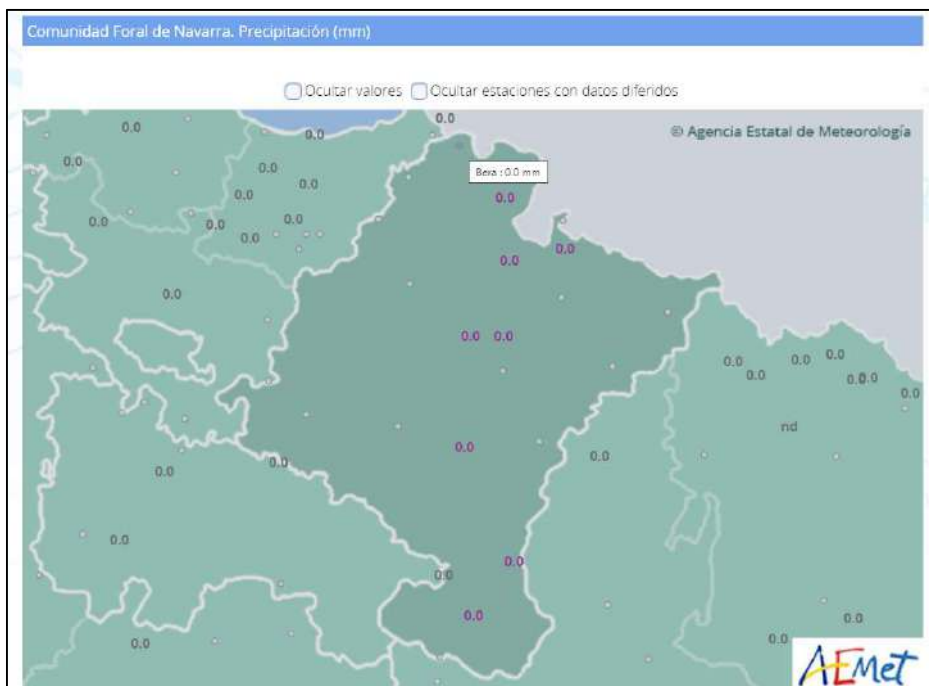 Comunidad Foral de Navarra. Precipitación (mm)
Ocultar valores Ocultar estaciones con datos diferidos
0.0
0.0 0.0 © Agencia Estatal de Meteorología
0.0 0.0 Bera : 0.0 mm
0.0 0.0 0.0
0.0 0.0 0.0
0.0 0.0
0.0 0.0
0.0
0.0 0.0
0.0 0.0 0.0
0.0 0.0 0.0
0.0
nd
0.0
0.0 0.0 0.0
0.0
0.0
0.0
0.0 0.0
0.0 0.0
AEMet